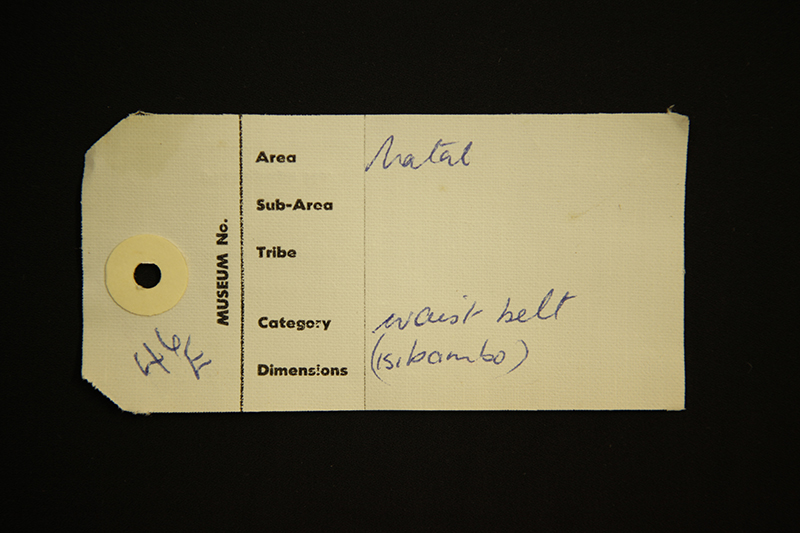 MUSEUM No.
46
E
Area Natal
Sub-Area
Tribe
Category waist belt
Dimensions (isibambo)